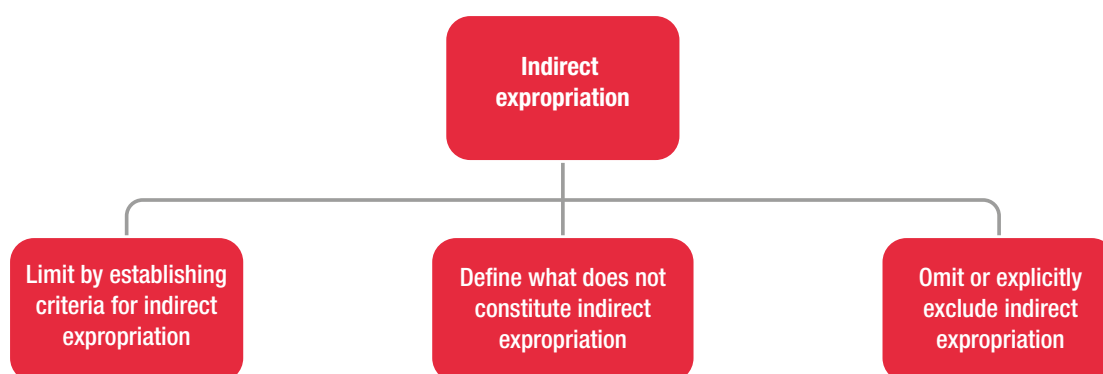 Indirect
expropriation
Limit by establishing
criteria for indirect
expropriation
Define what does not
constitute indirect
expropriation
Omit or explicitly
exclude indirect
expropriation